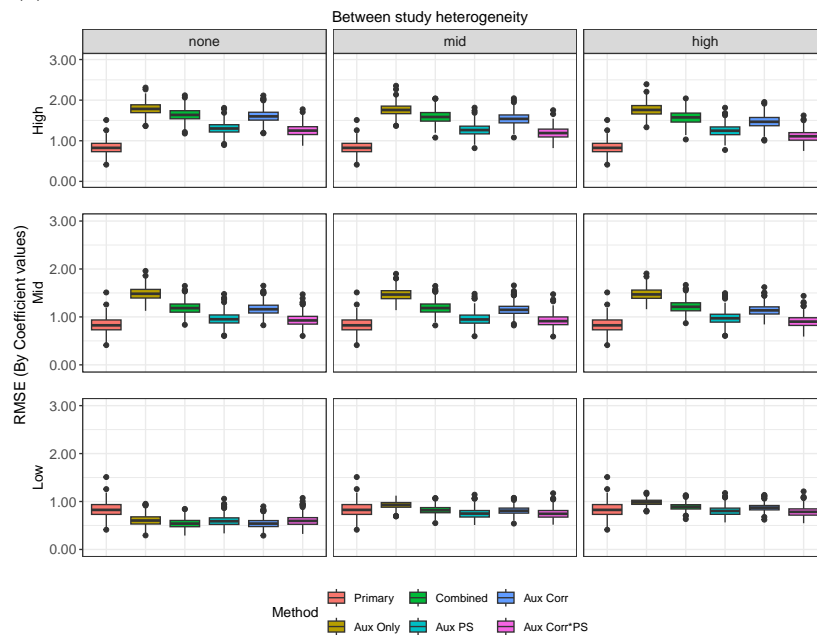 Between study heterogeneity
none mid high
RMSE (By Coefficient values)
High
3.00
2.00
1.00
0.00
Mid
3.00
2.00
1.00
0.00
Low
3.00
2.00
1.00
0.00
Method
Primary Combined Aux Corr
Aux Only Aux PS Aux Corr*PS